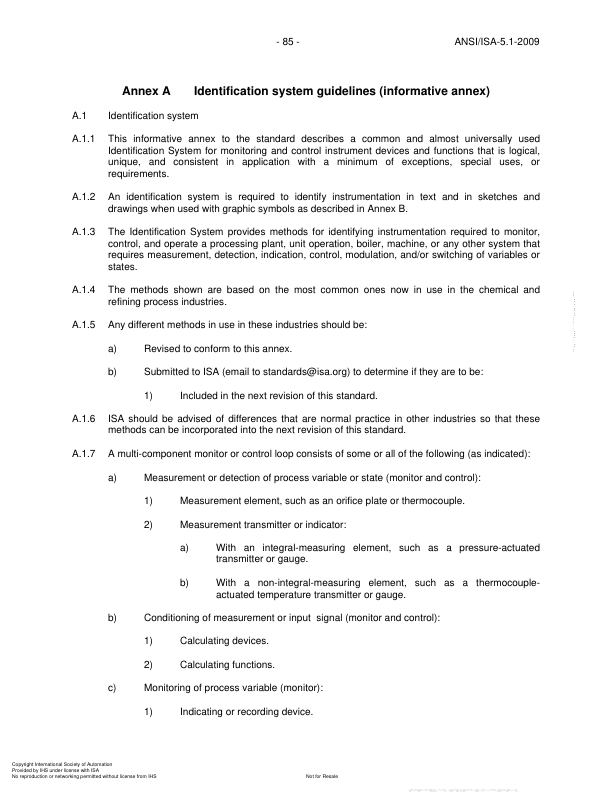 - 85 -
ANSI/ISA-5.1-2009
Annex A Identification system guidelines (informative annex)
A.1 Identification system
A.1.1 This informative annex to the standard describes a common and almost universally used
Identification System for monitoring and control instrument devices and functions that is logical,
unique, and consistent in application with a minimum of exceptions, special uses, or
requirements.
A.1.2 An identification system is required to identify instrumentation in text and in sketches and
drawings when used with graphic symbols as described in Annex B.
A.1.3 The Identification System provides methods for identifying instrumentation required to monitor,
control, and operate a processing plant, unit operation, boiler, machine, or any other system that
requires measurement, detection, indication, control, modulation, and/or switching of variables or
states.
A.1.4 The methods shown are based on the most common ones now in use in the chemical and
refining process industries.
A.1.5 Any different methods in use in these industries should be:
a) Revised to conform to this annex.
b) Submitted to ISA (email to standards@isa.org) to determine if they are to be:
1) Included in the next revision of this standard.
A.1.6 ISA should be advised of differences that are normal practice in other industries so that these
methods can be incorporated into the next revision of this standard.
A.1.7 A multi-component monitor or control loop consists of some or all of the following (as indicated):
a) Measurement or detection of process variable or state (monitor and control):
1) Measurement element, such as an orifice plate or thermocouple.
2) Measurement transmitter or indicator:
a) With an integral-measuring element, such as a pressure-actuated
transmitter or gauge.
b) With a non-integral-measuring element, such as a thermocouple-
actuated temperature transmitter or gauge.
b) Conditioning of measurement or input signal (monitor and control):
1) Calculating devices.
2) Calculating functions.
c) Monitoring of process variable (monitor):
1) Indicating or recording device.
Copyright International Society of Automation
Provided by IHS under license with ISA
No reproduction or networking permitted without license from IHS
Not for Resale